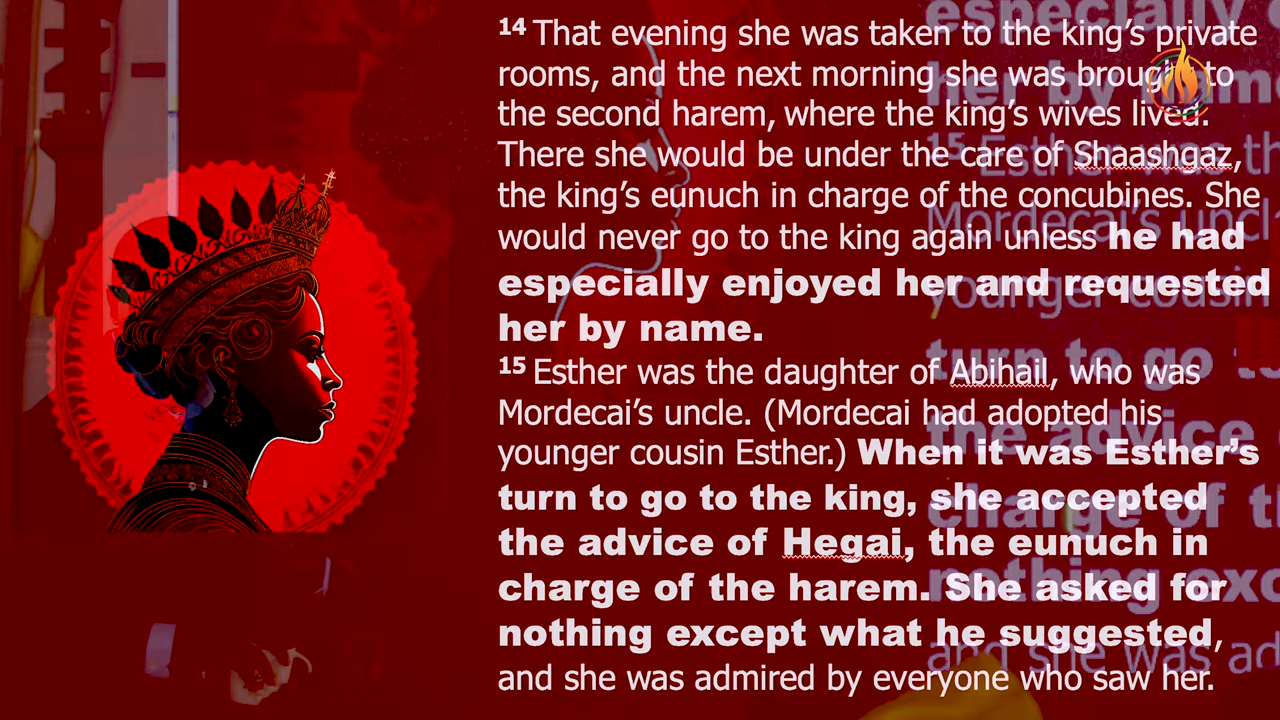 14 That evening she was taken to the king's private
rooms, and the next morning she was brought to
the second harem, where the king's wives lived.
There she would be under the care of Shaashgaz,
the king's eunuch in charge of the concubines. She
would never go to the king again unless he had
especially enjoyed her and requested
her by name.
15 Esther was the daughter of Abihail, who was
Mordecai's uncle. (Mordecai had adopted his
younger cousin Esther.) When it was Esther's
turn to go to the king, she accepted
the advice of Hegai, the eunuch in
charge of the harem. She asked for
nothing except what he suggested,
and she was admired by everyone who saw her.